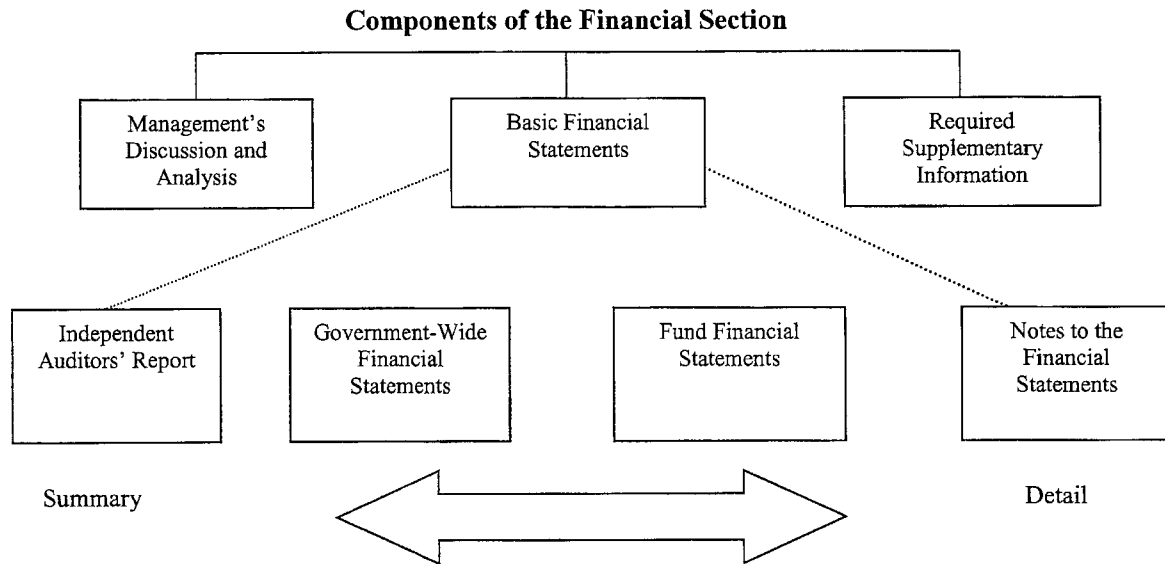 Components of the Financial Section
Management's
Discussion and
Analysis
Basic Financial
Statements
Required
Supplementary
Information
Independent
Auditors' Report
Government-Wide
Financial
Statements
Fund Financial
Statements
Notes to the
Financial
Statements
Summary
Detail